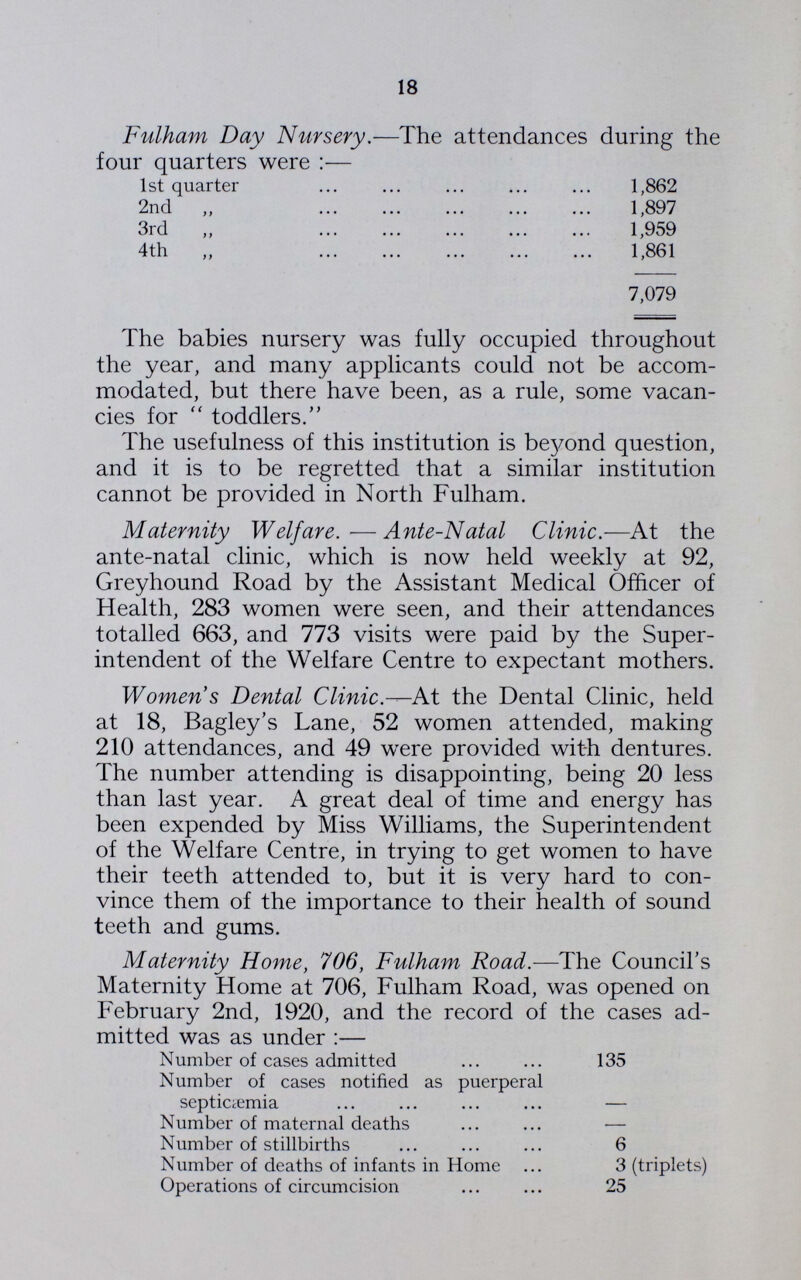 18
Fulham Day Nursery.—The attendances during the
four quarters were :—
1st quarter ... ... ... ... ... 1,862
2nd ,, ... ... ... ... ... 1,897
3rd ,, ... ... ... ... ... 1,959
4th ,, ... ... ... ... ... 1,861
7,079
The babies nursery was fully occupied throughout
the year, and many applicants could not be accom-
modated, but there have been, as a rule, some vacan-
cies for “ toddlers.”
The usefulness of this institution is beyond question,
and it is to be regretted that a similar institution
cannot be provided in North Fulham.
Maternity Welfare. — Ante-Natal Clinic.—At the
ante-natal clinic, which is now held weekly at 92,
Greyhound Road by the Assistant Medical Officer of
Health, 283 women were seen, and their attendances
totalled 663, and 773 visits were paid by the Super-
intendent of the Welfare Centre to expectant mothers.
Women’s Dental Clinic.—At the Dental Clinic, held
at 18, Bagley’s Lane, 52 women attended, making
210 attendances, and 49 were provided with dentures.
The number attending is disappointing, being 20 less
than last year. A great deal of time and energy has
been expended by Miss Williams, the Superintendent
of the Welfare Centre, in trying to get women to have
their teeth attended to, but it is very hard to con-
vince them of the importance to their health of sound
teeth and gums.
Maternity Home, 706, Fulham Road.—The Council’s
Maternity Home at 706, Fulham Road, was opened on
February 2nd, 1920, and the record of the cases ad-
mitted was as under :—
Number of cases admitted ... ... 135
Number of cases notified as puerperal
septicæmia ... ... ... ... —
Number of maternal deaths ... ... —
Number of stillbirths ... ... ... 6
Number of deaths of infants in Home ... 3 (triplets)
Operations of circumcision ... ... 25